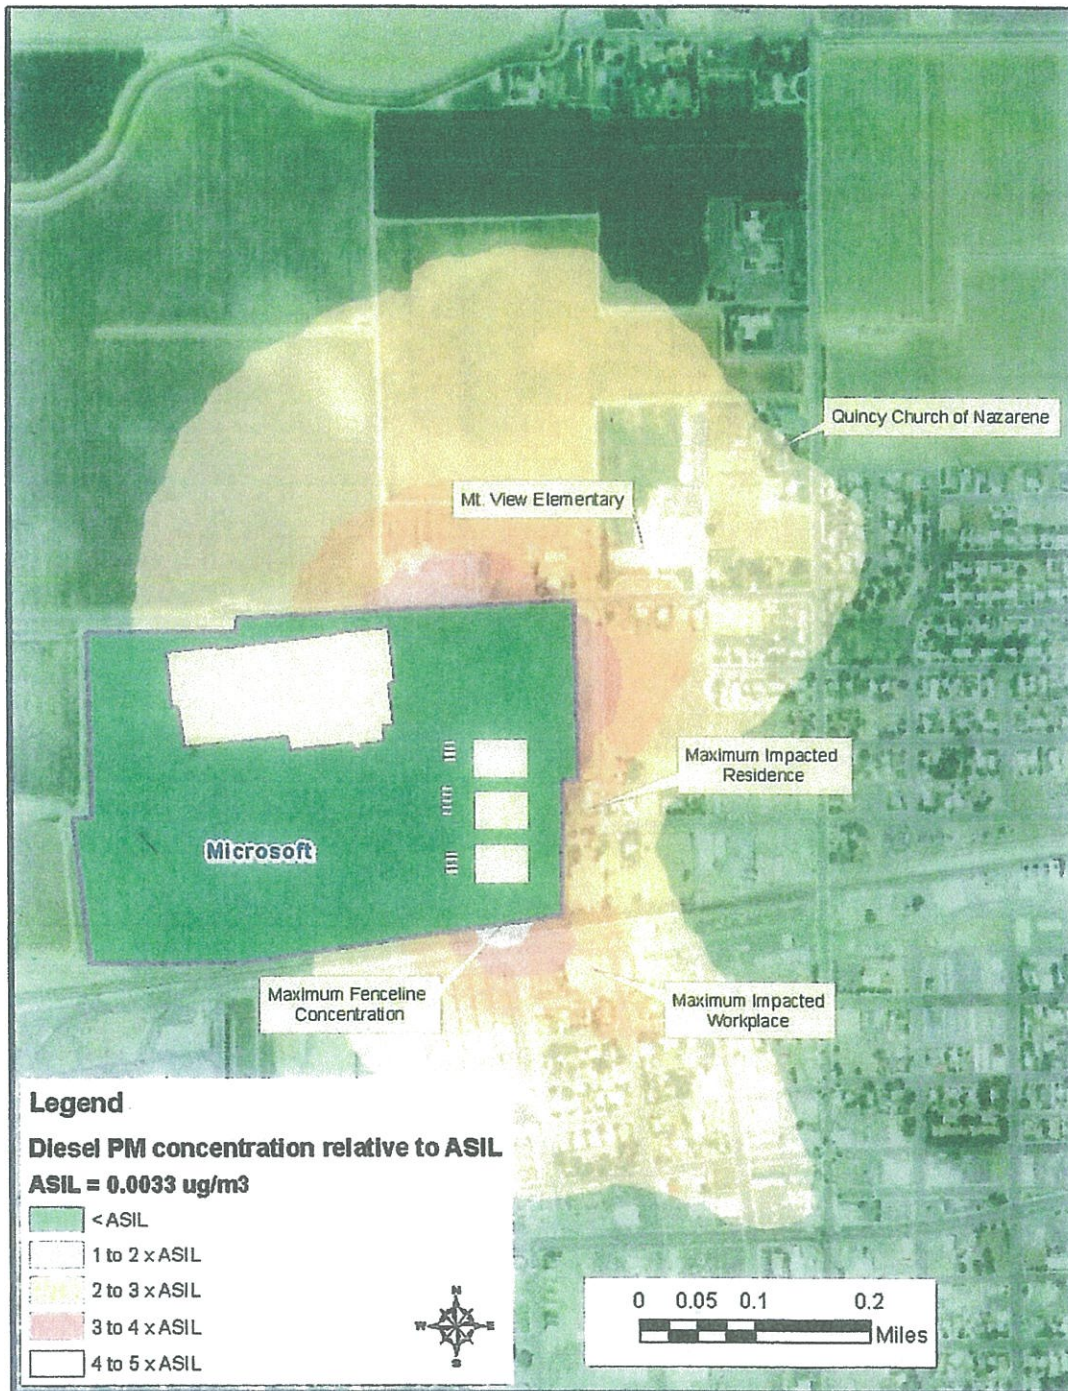 Quincy Church of Nazarene
Mt. View Elementary
Maximum Impacted
Residence
Microsoft
Maximum Fenceline
Concentration
Maximum Impacted
Workplace
Legend
Diesel PM concentration relative to ASIL
ASIL = 0.0033 ug/m3
< ASIL
1 to 2 x ASIL
2 to 3 x ASIL
3 to 4 x ASIL
4 to 5 x ASIL
N
W E
S
0 0.05 0.1 0.2
Miles